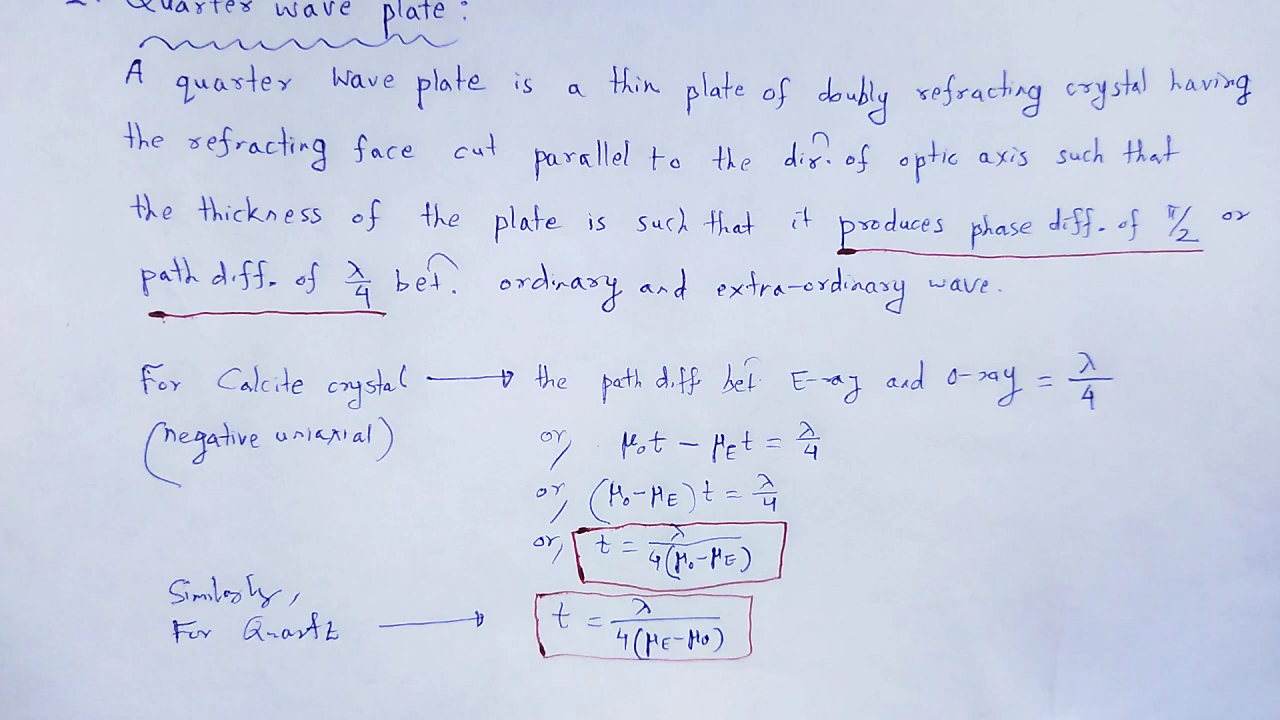 Quarter wave plate :
A quarter wave plate is a thin plate of doubly refracting crystal having
the refracting face cut parallel to the dirn. of optic axis such that
the thickness of the plate is such that it produces phase diff. of π/2 or
path diff. of λ/4 betn. ordinary and extra-ordinary wave.
For Calcite crystal → the path diff betn. E-ray and O-ray = λ/4
(negative uniaxial) or, μ₀t - μ_E t = λ/4
or, (μ₀-μ_E)t = λ/4
or, t = λ/4(μ₀-μ_E)
Similarly,
For Quartz → t = λ/4(μ_E-μ₀)